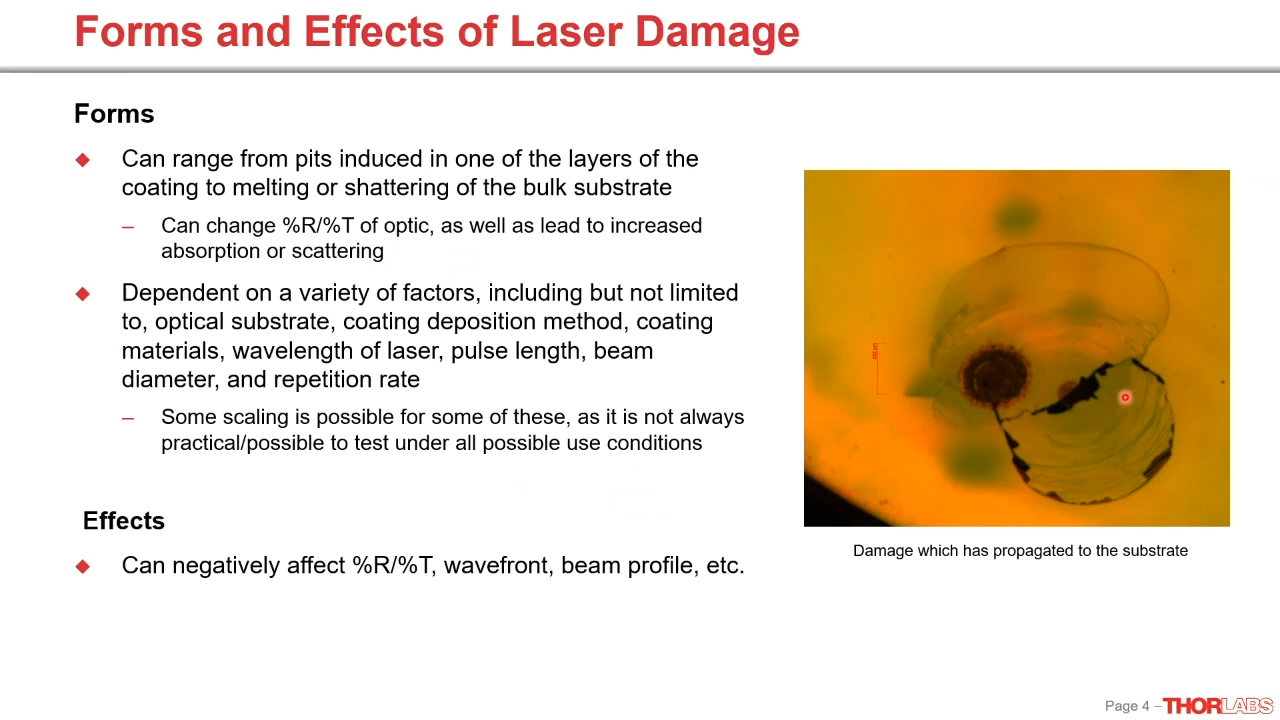 Forms and Effects of Laser Damage
Forms
Can range from pits induced in one of the layers of the
coating to melting or shattering of the bulk substrate
– Can change %R/%T of optic, as well as lead to increased
absorption or scattering
Dependent on a variety of factors, including but not limited
to, optical substrate, coating deposition method, coating
materials, wavelength of laser, pulse length, beam
diameter, and repetition rate
– Some scaling is possible for some of these, as it is not always
practical/possible to test under all possible use conditions
Effects
Can negatively affect %R/%T, wavefront, beam profile, etc.
Damage which has propagated to the substrate
Page 4 – THORLABS